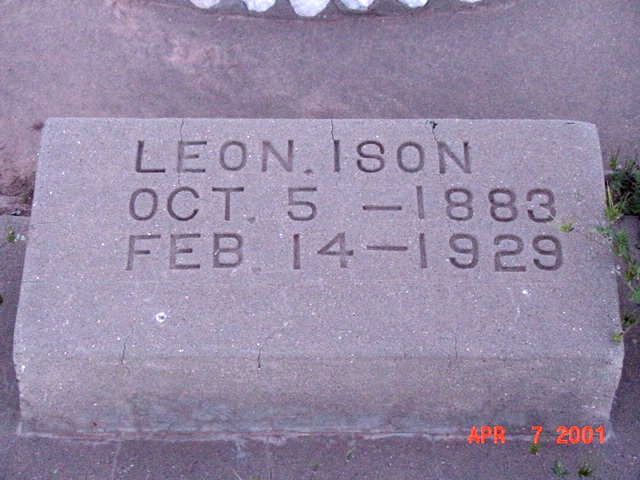 LEON. ISON
OCT. 5 – 1883
FEB. 14 – 1929
APR 7 2001